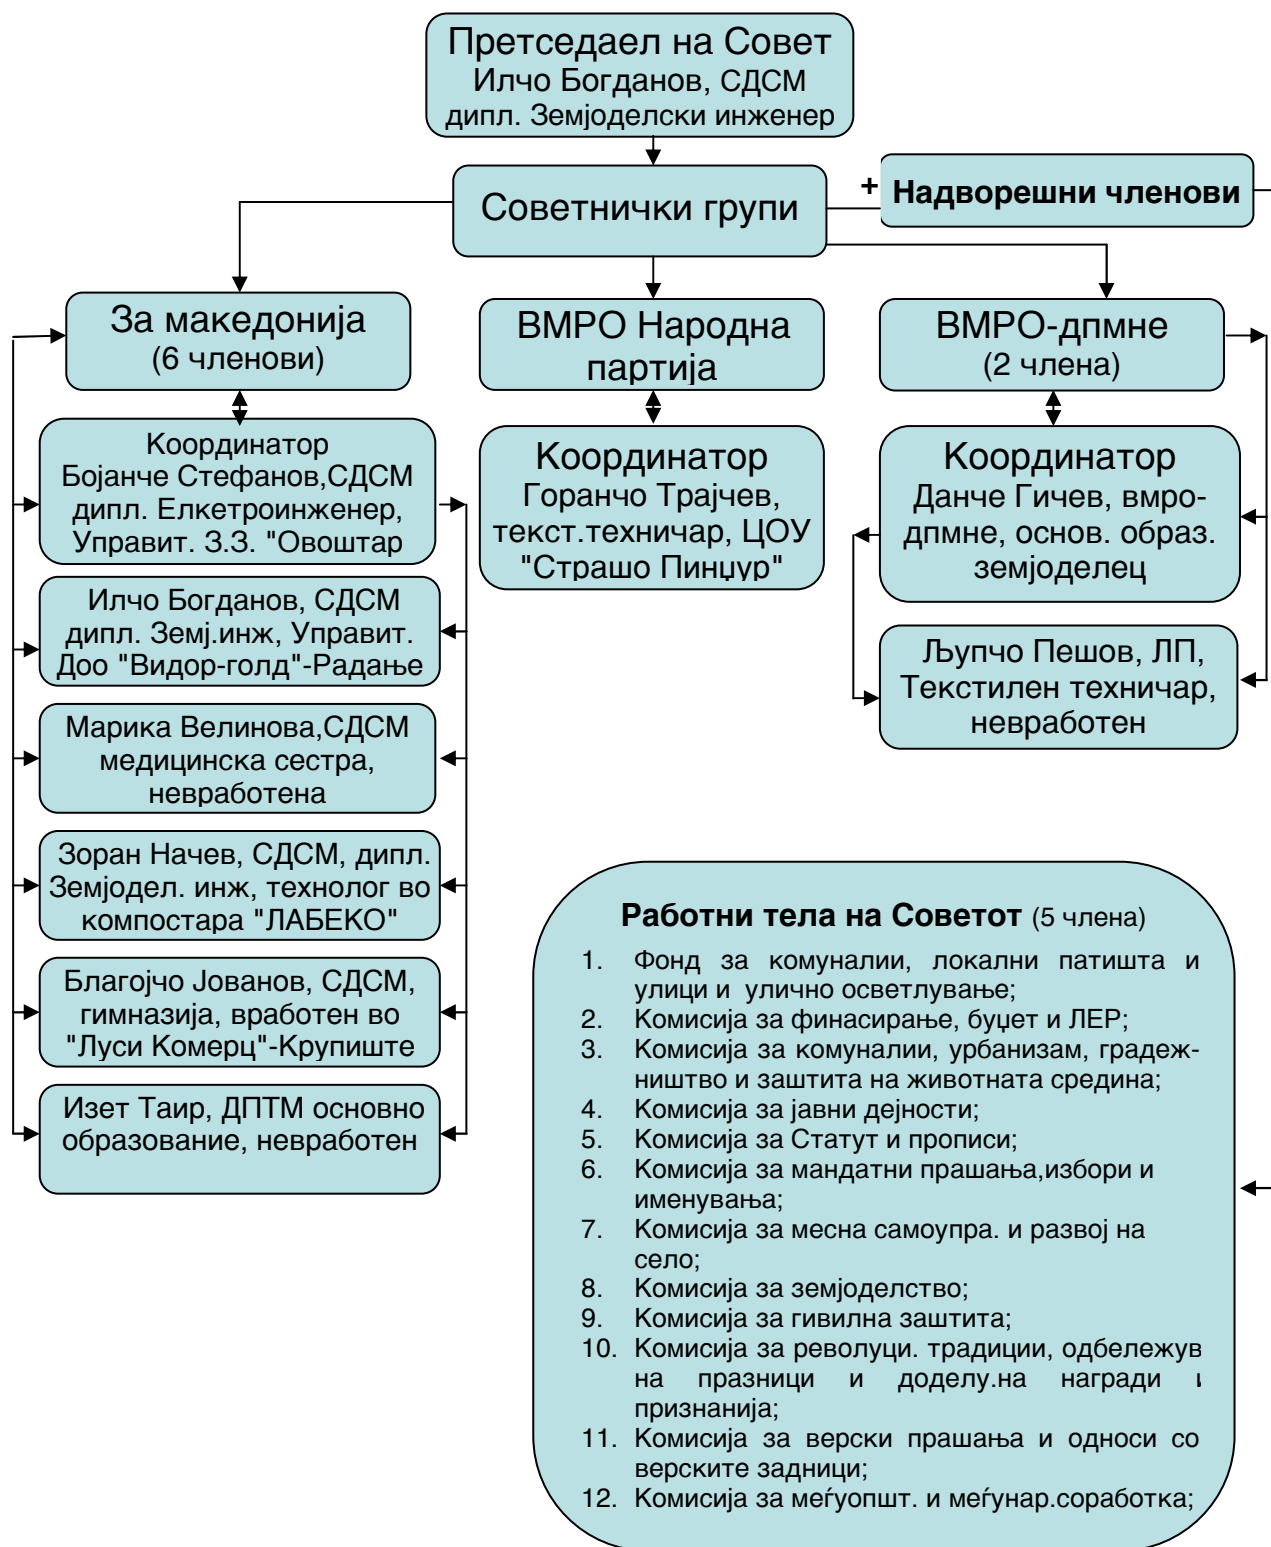 Претседаел на Совет
Илчо Богданов, СДСМ
дипл. Земјоделски инженер
Советнички групи
+
Надворешни членови
За македонија
(6 членови)
ВМРО Народна
партија
ВМРО-дпмне
(2 члена)
Координатор
Бојанче Стефанов,СДСМ
дипл. Елкетроинженер,
Управит. З.З. "Овоштар
Координатор
Горанчо Трајчев,
текст.техничар, ЦОУ
"Страшо Пинџур"
Координатор
Данче Гичев, вмро-
дпмне, основ. образ.
земјоделец
Илчо Богданов, СДСМ
дипл. Земј.инж, Управит.
Доо "Видор-голд"-Радање
Љупчо Пешов, ЛП,
Текстилен техничар,
невработен
Марика Велинова,СДСМ
медицинска сестра,
невработена
Зоран Начев, СДСМ, дипл.
Земјодел. инж, технолог во
компостара "ЛАБЕКО"
Благојчо Јованов, СДСМ,
гимназија, вработен во
"Луси Комерц"-Крупиште
Изет Таир, ДПТМ основно
образование, невработен
Работни тела на Советот (5 члена)
1. Фонд за комуналии, локални патишта и
улици и улично осветлување;
2. Комисија за финасирање, буџет и ЛЕР;
3. Комисија за комуналии, урбанизам, градеж-
ништво и заштита на животната средина;
4. Комисија за јавни дејности;
5. Комисија за Статут и прописи;
6. Комисија за мандатни прашања,избори и
именувања;
7. Комисија за месна самоупра. и развој на
село;
8. Комисија за земјоделство;
9. Комисија за гивилна заштита;
10. Комисија за револуци. традиции, одбележув
на празници и доделу.на награди и
признанија;
11. Комисија за верски прашања и односи со
верските задници;
12. Комисија за меѓуопшт. и меѓунар.соработка;